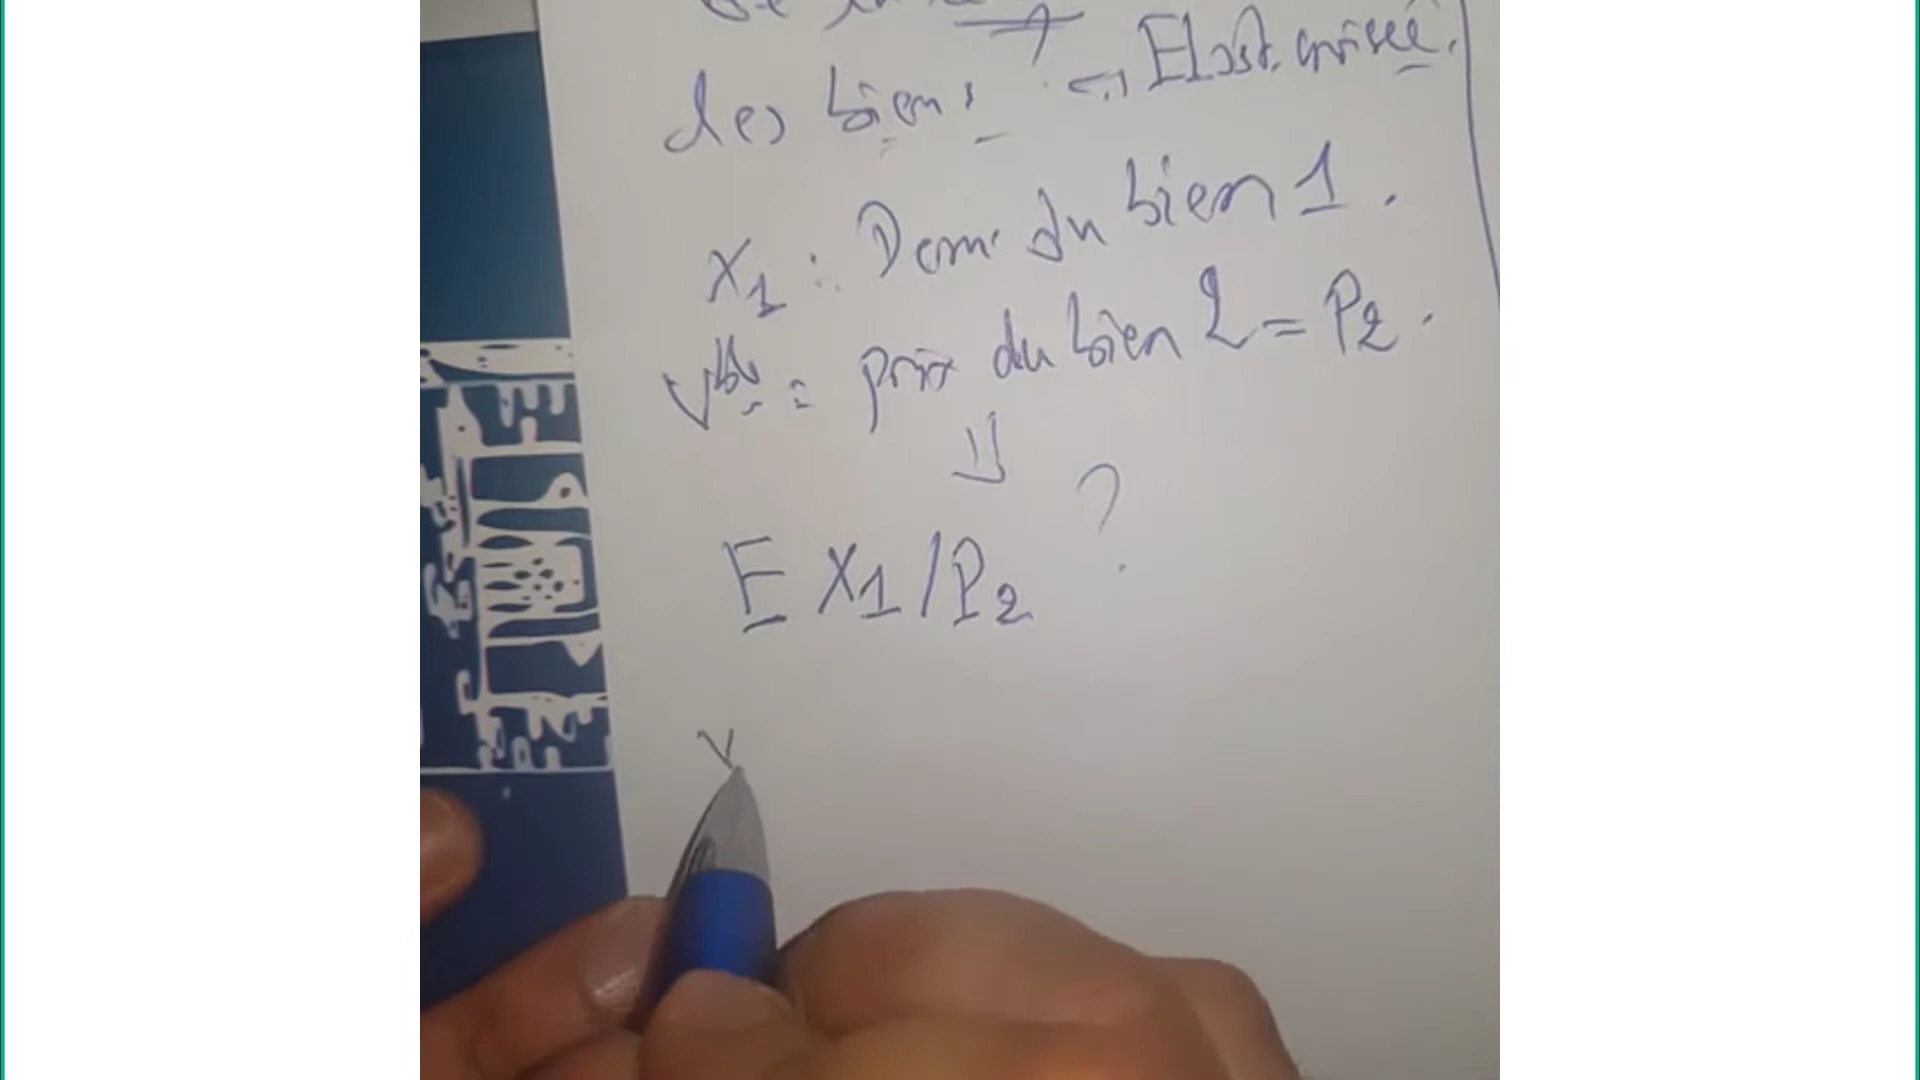 des biens → Elast. croisée.
X1 : Dem. du bien 1.
Vble : prix du bien 2 = P2.
⇓
E X1/P2 ?